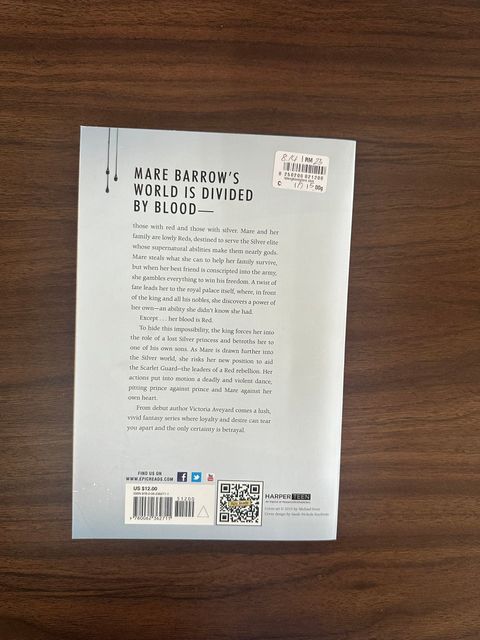 MARE BARROW'S
WORLD IS DIVIDED
BY BLOOD—
those with red and those with silver. Mare and her
family are lowly Reds, destined to serve the Silver elite
whose supernatural abilities make them nearly gods.
Mare steals what she can to help her family survive,
but when her best friend is conscripted into the army,
she gambles everything to win his freedom. A twist of
fate leads her to the royal palace itself, where, in front
of the king and all his nobles, she discovers a power of
her own—an ability she didn't know she had.
Except . . . her blood is Red.
To hide this impossibility, the king forces her into
the role of a lost Silver princess and betroths her to
one of his own sons. As Mare is drawn further into
the Silver world, she risks her new position to aid
the Scarlet Guard—the leaders of a Red rebellion. Her
actions put into motion a deadly and violent dance,
pitting prince against prince and Mare against her
own heart.
From debut author Victoria Aveyard comes a lush,
vivid fantasy series where loyalty and desire can tear
you apart and the only certainty is betrayal.
RM
FIND US ON
WWW.EPICREADS.COM
US $12.00
51200
9 780062 362711
HARPER TEEN